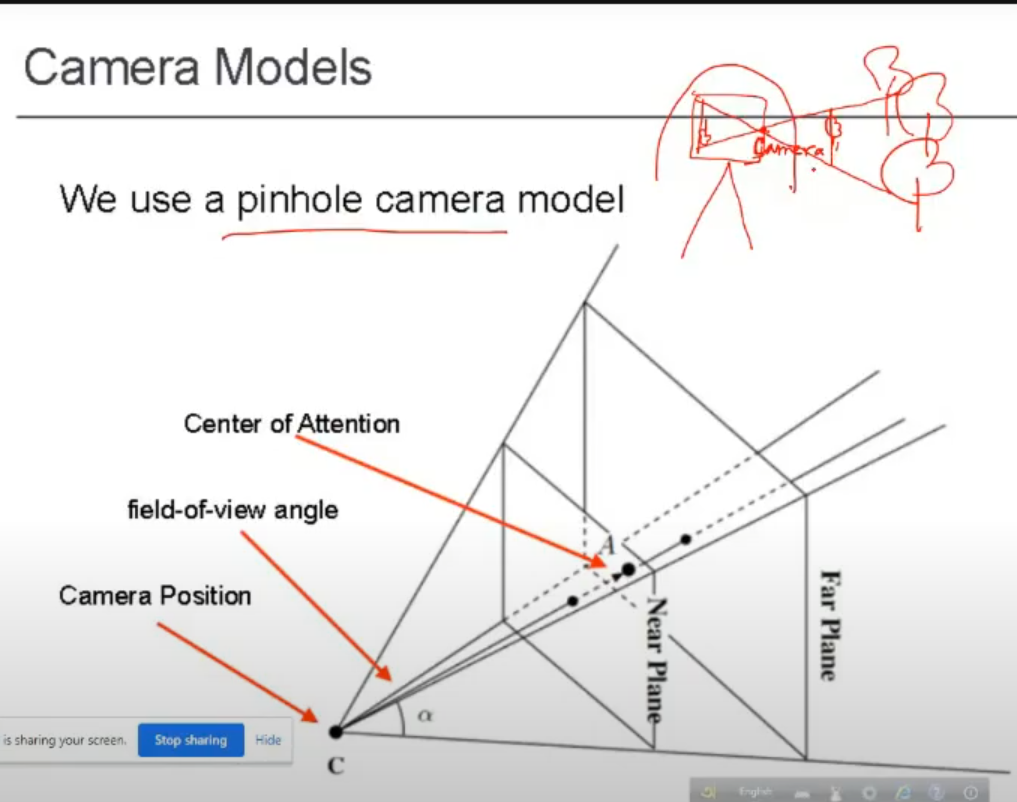 Camera Models
Camera
We use a pinhole camera model
Center of Attention
A
field-of-view angle
Camera Position
Near Plane
Far Plane
α
is sharing your screen.
Stop sharing
Hide
C
English